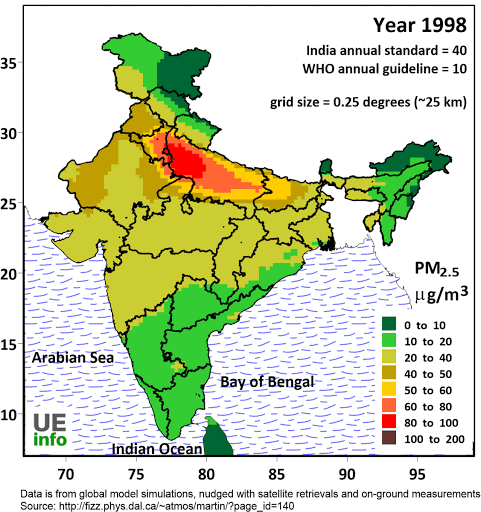 Year 1998
India annual standard = 40
WHO annual guideline = 10
grid size = 0.25 degrees (~25 km)
35
30
25
20
15
10
PM2.5
μg/m3
0 to 10
10 to 20
20 to 40
40 to 50
50 to 60
60 to 80
80 to 100
100 to 200
Arabian Sea
Bay of Bengal
Indian Ocean
UE
info
70 75 80 85 90 95
Data is from global model simulations, nudged with satellite retrievals and on-ground measurements
Source: http://fizz.phys.dal.ca/~atmos/martin/?page_id=140